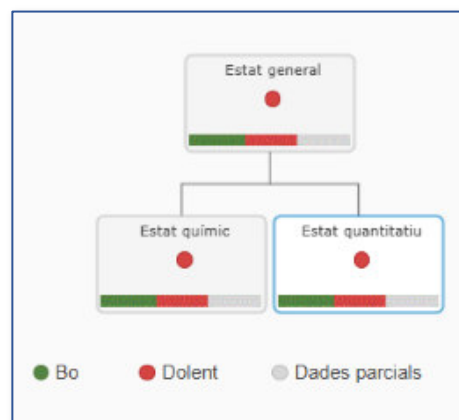 Estat general
Estat químic
Estat quantitatiu
Bo
Dolent
Dades parcials